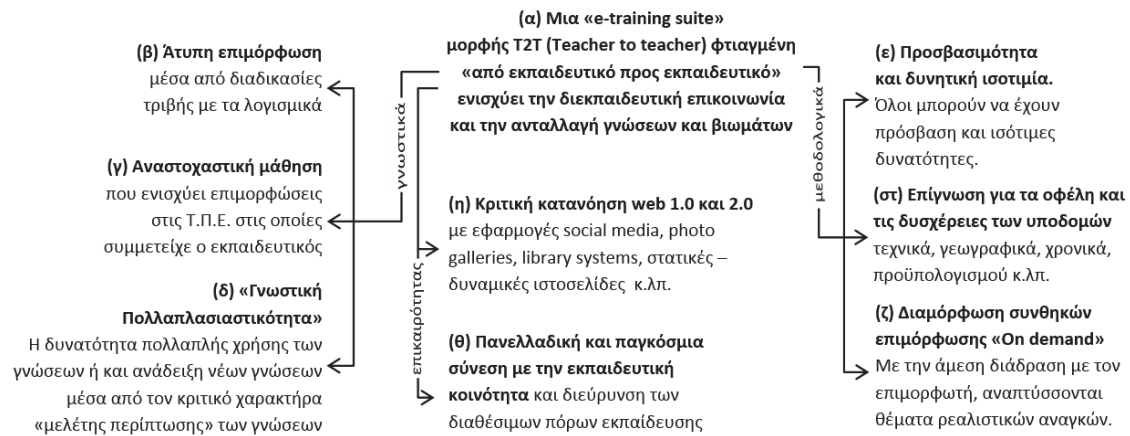 (α) Μια «e-training suite»
μορφής T2T (Teacher to teacher) φτιαγμένη
«από εκπαιδευτικό προς εκπαιδευτικό»
ενισχύει την διεκπαιδευτική επικοινωνία
και την ανταλλαγή γνώσεων και βιωμάτων
(β) Άτυπη επιμόρφωση
μέσα από διαδικασίες
τριβής με τα λογισμικά
(γ) Αναστοχαστική μάθηση
που ενισχύει επιμορφώσεις
στις Τ.Π.Ε. στις οποίες
συμμετείχε ο εκπαιδευτικός
(δ) «Γνωστική
Πολλαπλασιαστικότητα»
Η δυνατότητα πολλαπλής χρήσης των
γνώσεων ή και ανάδειξη νέων γνώσεων
μέσα από τον κριτικό χαρακτήρα
«μελέτης περίπτωσης» των γνώσεων
γνωστικά
επικαιρότητας
μεθοδολογικά
(η) Κριτική κατανόηση web 1.0 και 2.0
με εφαρμογές social media, photo
galleries, library systems, στατικές –
δυναμικές ιστοσελίδες κ.λπ.
(θ) Πανελλαδική και παγκόσμια
σύνεση με την εκπαιδευτική
κοινότητα και διεύρυνση των
διαθέσιμων πόρων εκπαίδευσης
(ε) Προσβασιμότητα
και δυνητική ισοτιμία.
Όλοι μπορούν να έχουν
πρόσβαση και ισότιμες
δυνατότητες.
(στ) Επίγνωση για τα οφέλη και
τις δυσχέρειες των υποδομών
τεχνικά, γεωγραφικά, χρονικά,
προϋπολογισμού κ.λπ.
(ζ) Διαμόρφωση συνθηκών
επιμόρφωσης «On demand»
Με την άμεση διάδραση με τον
επιμορφωτή, αναπτύσσονται
θέματα ρεαλιστικών αναγκών.